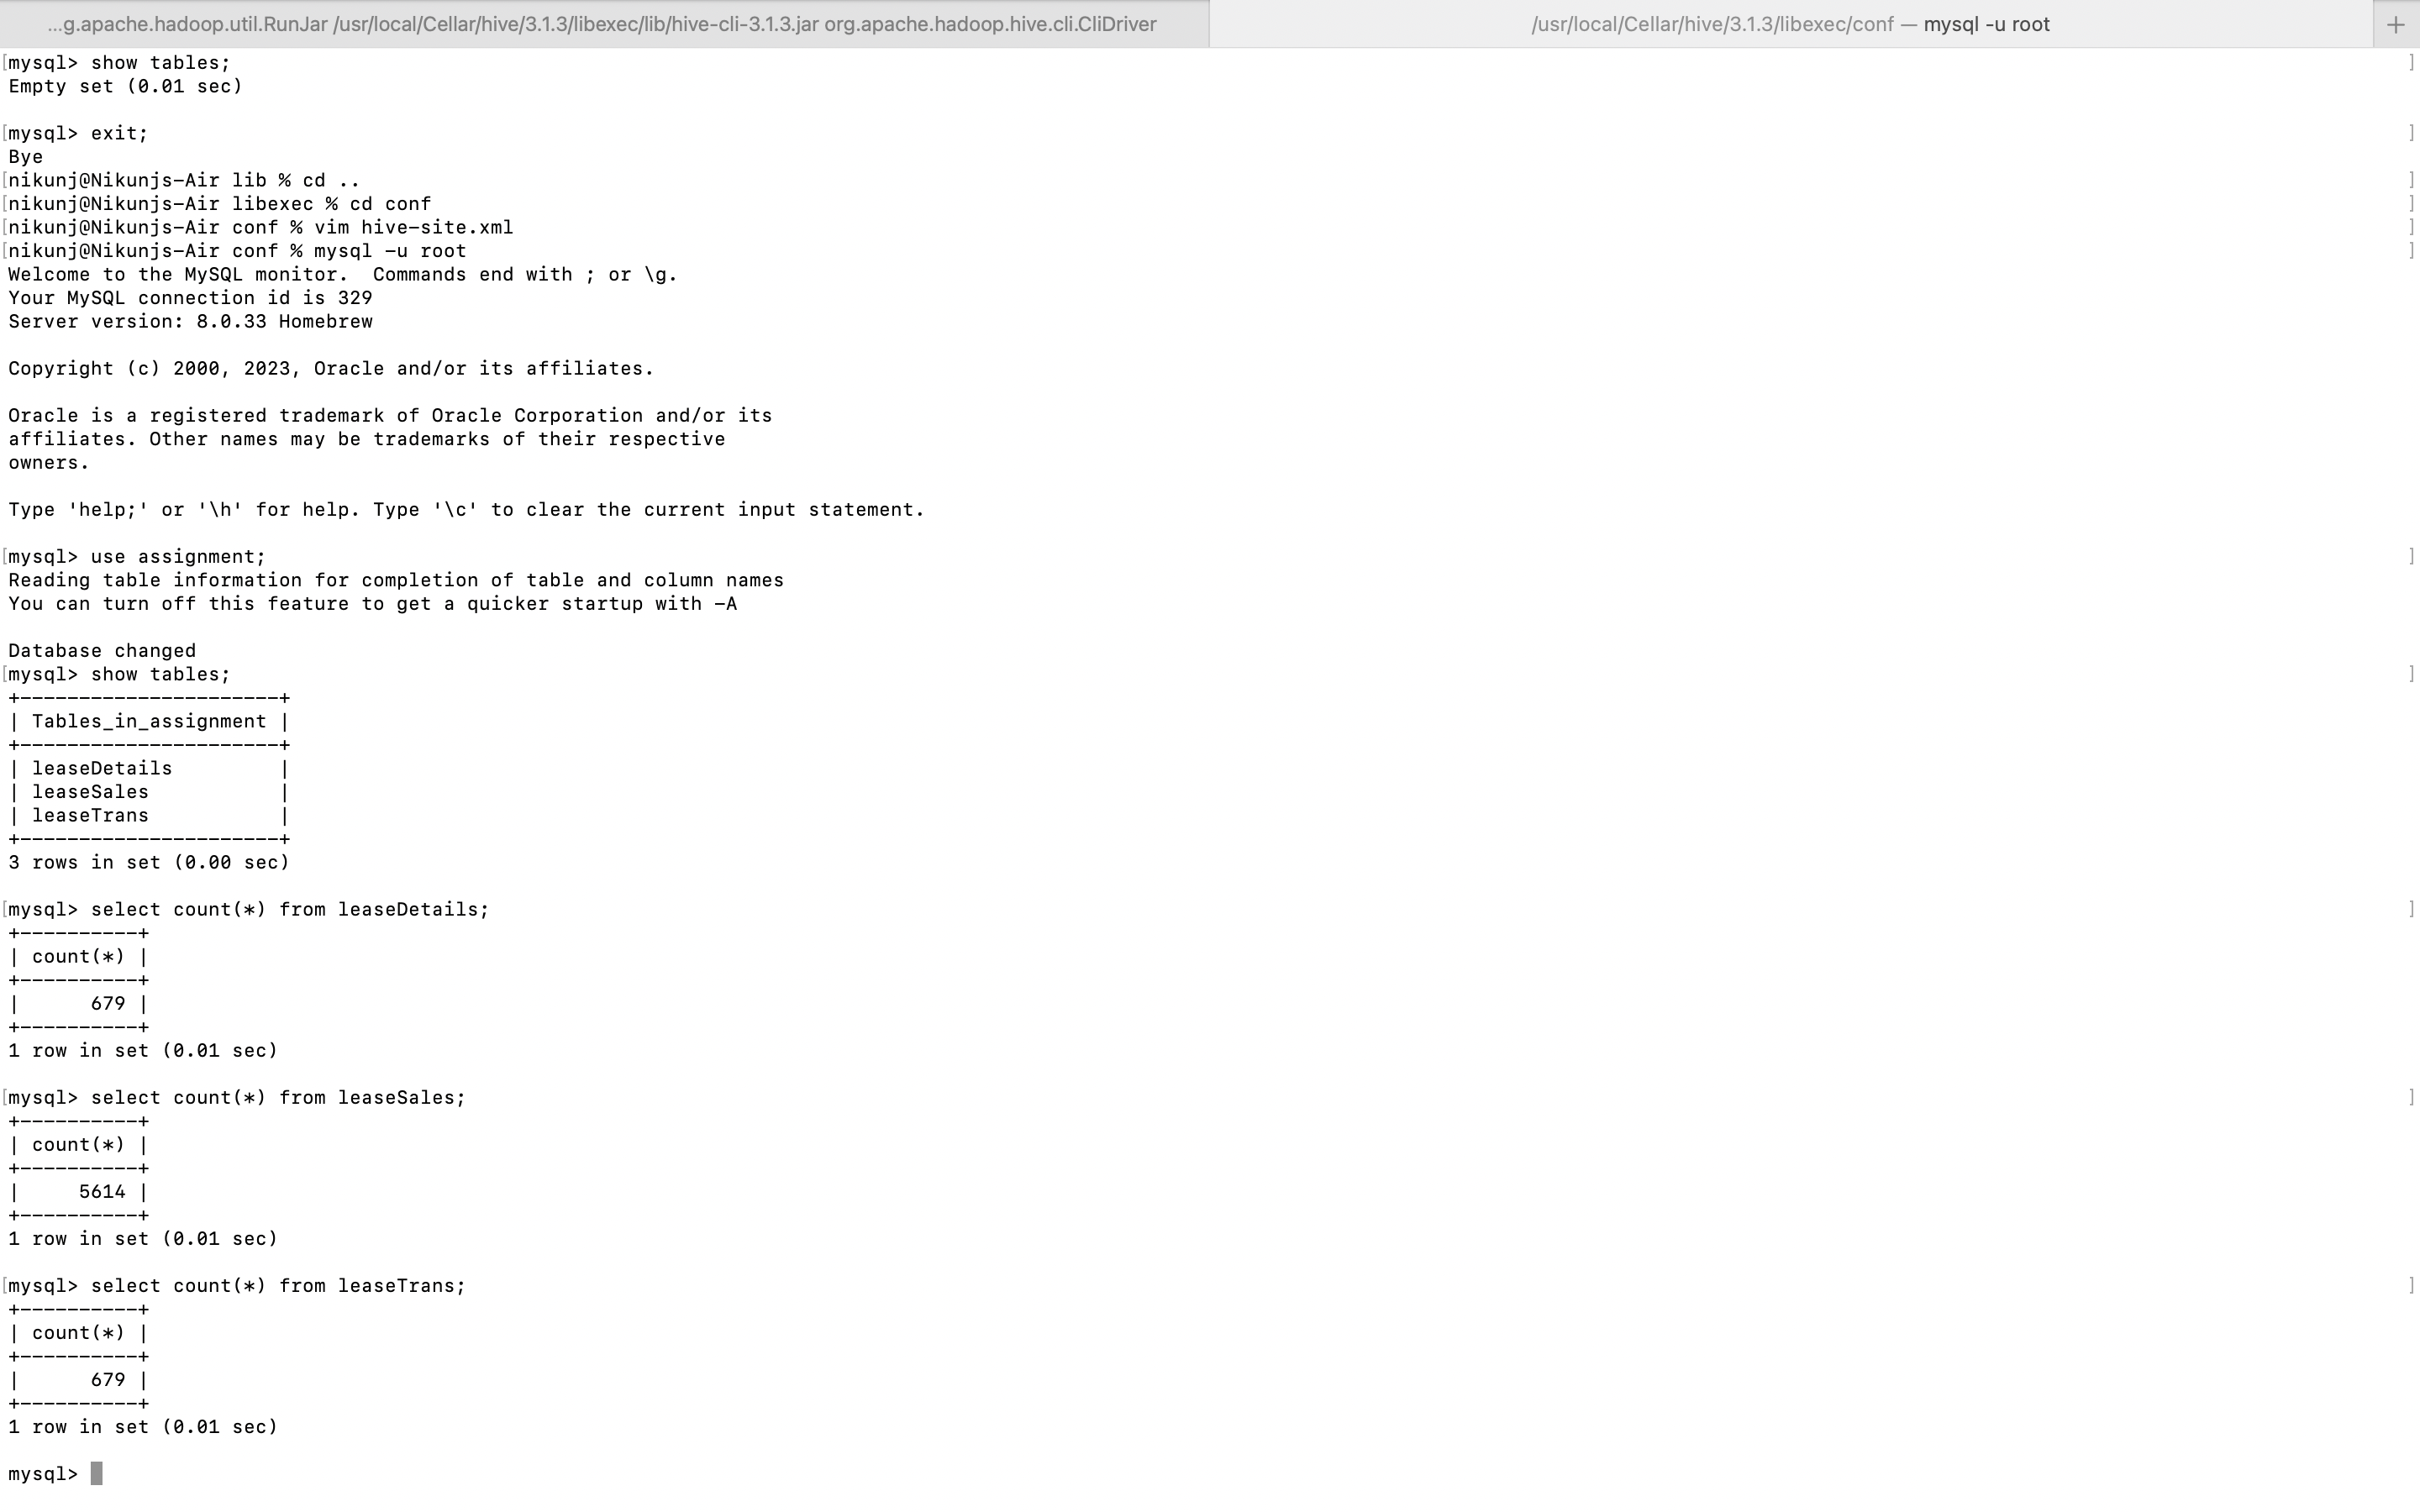 ...g.apache.hadoop.util.RunJar /usr/local/Cellar/hive/3.1.3/libexec/lib/hive-cli-3.1.3.jar org.apache.hadoop.hive.cli.CliDriver
/usr/local/Cellar/hive/3.1.3/libexec/conf — mysql -u root
+
[mysql> show tables; ]
Empty set (0.01 sec)
[mysql> exit; ]
Bye
[nikunj@Nikunjs-Air lib % cd .. ]
[nikunj@Nikunjs-Air libexec % cd conf ]
[nikunj@Nikunjs-Air conf % vim hive-site.xml ]
[nikunj@Nikunjs-Air conf % mysql -u root ]
Welcome to the MySQL monitor.  Commands end with ; or \g.
Your MySQL connection id is 329
Server version: 8.0.33 Homebrew
Copyright (c) 2000, 2023, Oracle and/or its affiliates.
Oracle is a registered trademark of Oracle Corporation and/or its
affiliates. Other names may be trademarks of their respective
owners.
Type 'help;' or '\h' for help. Type '\c' to clear the current input statement.
[mysql> use assignment; ]
Reading table information for completion of table and column names
You can turn off this feature to get a quicker startup with -A
Database changed
[mysql> show tables; ]
+----------------------+
| Tables_in_assignment |
+----------------------+
| leaseDetails         |
| leaseSales           |
| leaseTrans           |
+----------------------+
3 rows in set (0.00 sec)
[mysql> select count(*) from leaseDetails; ]
+----------+
| count(*) |
+----------+
|      679 |
+----------+
1 row in set (0.01 sec)
[mysql> select count(*) from leaseSales; ]
+----------+
| count(*) |
+----------+
|     5614 |
+----------+
1 row in set (0.01 sec)
[mysql> select count(*) from leaseTrans; ]
+----------+
| count(*) |
+----------+
|      679 |
+----------+
1 row in set (0.01 sec)
mysql>